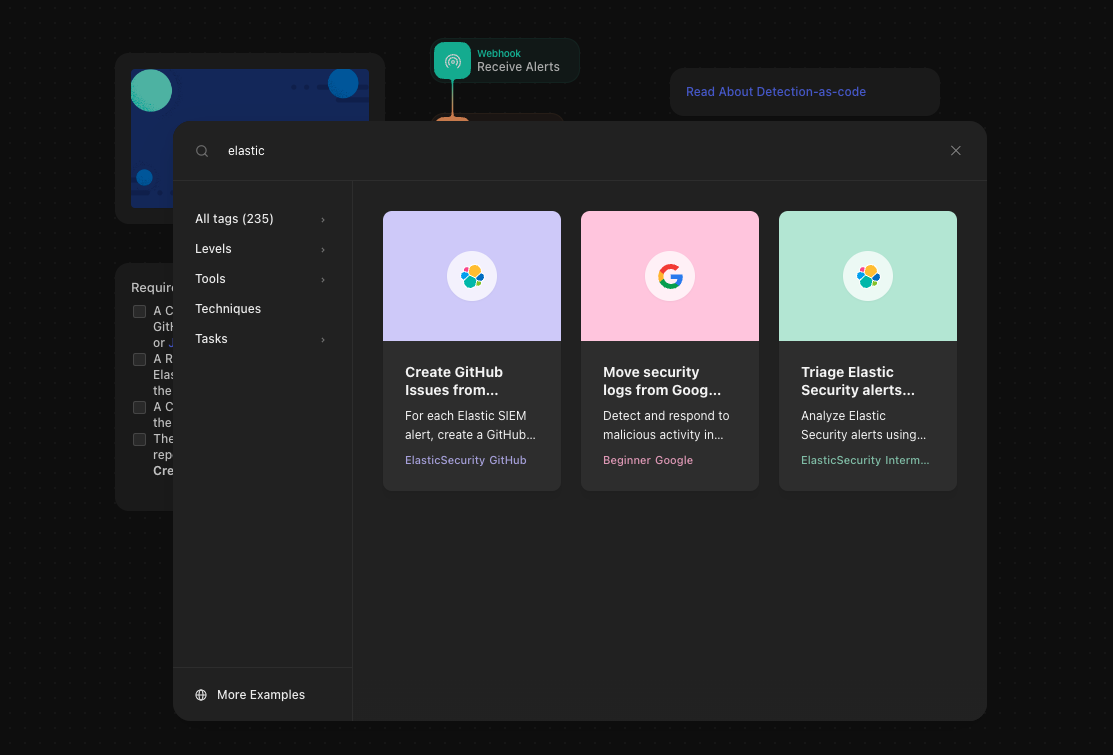 Webhook
Receive Alerts
Read About Detection-as-code
elastic
All tags (235)
Levels
Tools
Techniques
Tasks
More Examples
Create GitHub
Issues from...
For each Elastic SIEM
alert, create a GitHub...
ElasticSecurity GitHub
Move security
logs from Goog...
Detect and respond to
malicious activity in...
Beginner Google
Triage Elastic
Security alerts...
Analyze Elastic
Security alerts using...
ElasticSecurity Interm...
Require
A C
GitH
or J
A R
Elas
the
A C
the
The
repo
Cre